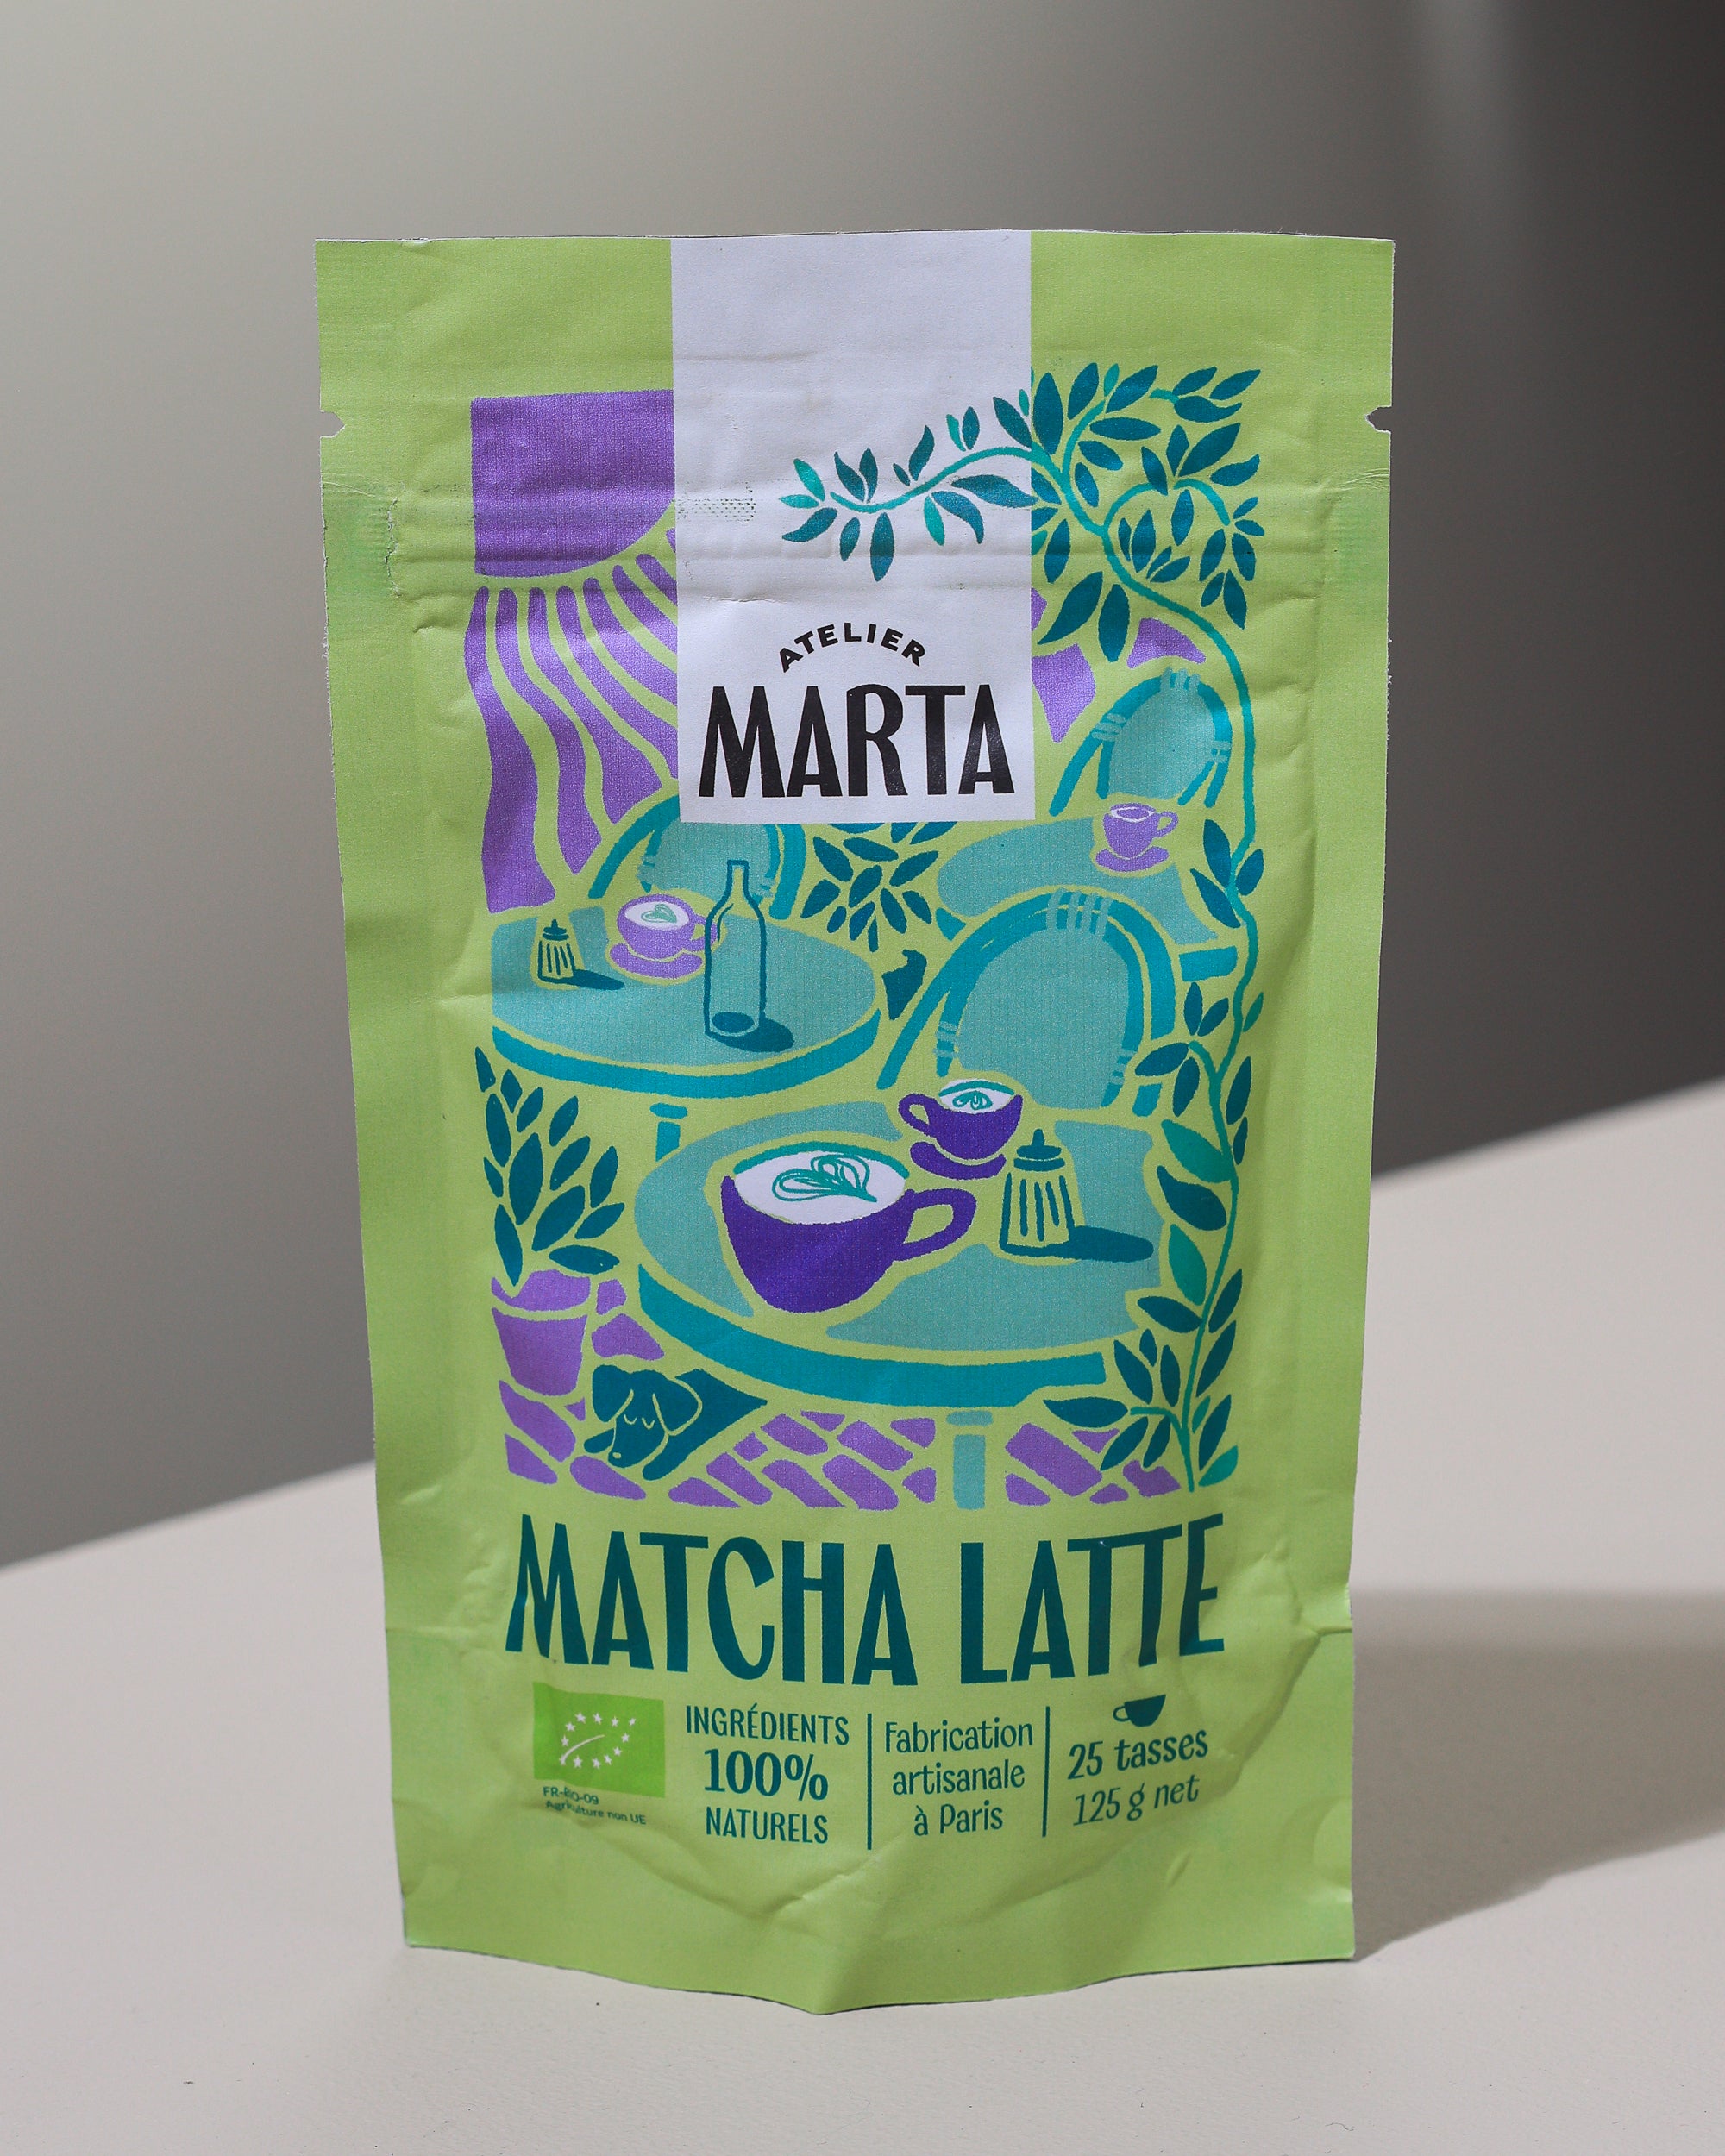 ATELIER
MARTA
MATCHA LATTE
FR-BIO-09
Agriculture non UE
INGRÉDIENTS
100%
NATURELS
Fabrication
artisanale
à Paris
25 tasses
125 g net